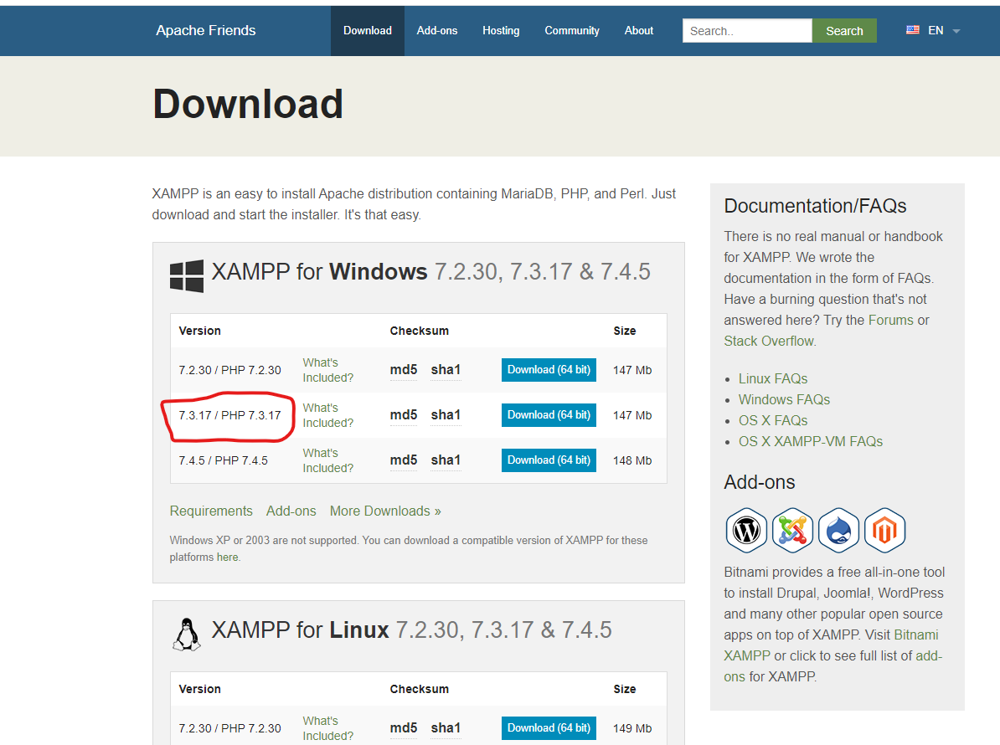 Apache Friends Download Add-ons Hosting Community About Search.. Search EN
Download
XAMPP is an easy to install Apache distribution containing MariaDB, PHP, and Perl. Just
download and start the installer. It's that easy.
XAMPP for Windows 7.2.30, 7.3.17 & 7.4.5
Version Checksum Size
7.2.30 / PHP 7.2.30 What's Included? md5 sha1 Download (64 bit) 147 Mb
7.3.17 / PHP 7.3.17 What's Included? md5 sha1 Download (64 bit) 147 Mb
7.4.5 / PHP 7.4.5 What's Included? md5 sha1 Download (64 bit) 148 Mb
Requirements Add-ons More Downloads »
Windows XP or 2003 are not supported. You can download a compatible version of XAMPP for these
platforms here.
XAMPP for Linux 7.2.30, 7.3.17 & 7.4.5
Version Checksum Size
7.2.30 / PHP 7.2.30 What's Included? md5 sha1 Download (64 bit) 149 Mb
Documentation/FAQs
There is no real manual or handbook
for XAMPP. We wrote the
documentation in the form of FAQs.
Have a burning question that's not
answered here? Try the Forums or
Stack Overflow.
Linux FAQs
Windows FAQs
OS X FAQs
OS X XAMPP-VM FAQs
Add-ons
Bitnami provides a free all-in-one tool
to install Drupal, Joomla!, WordPress
and many other popular open source
apps on top of XAMPP. Visit Bitnami
XAMPP or click to see full list of add-
ons for XAMPP.